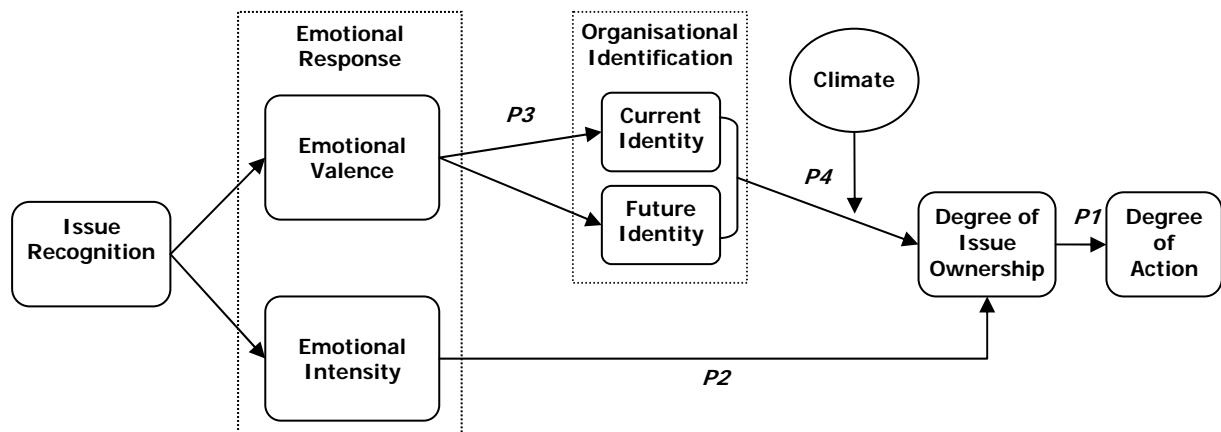 Emotional
Response
Organisational
Identification
Climate
Current
Identity
P3
Emotional
Valence
P4
Future
Identity
Issue
Recognition
Degree of
Issue
Ownership
P1
Degree
of
Action
Emotional
Intensity
P2